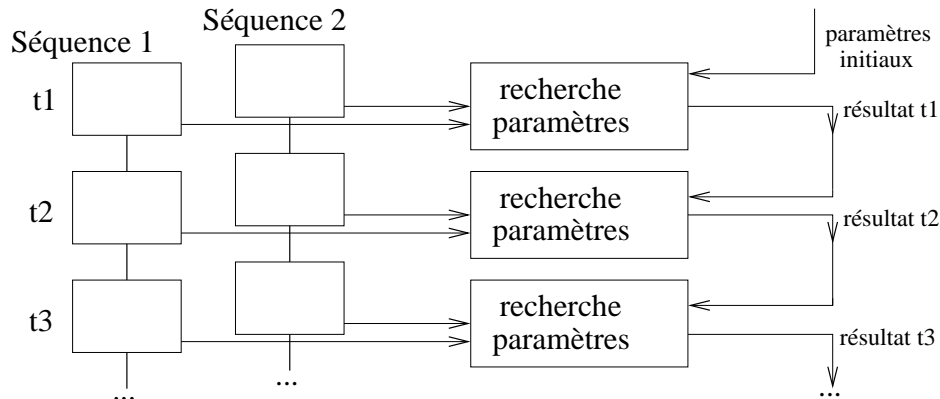 Séquence 1
Séquence 2
paramètres
initiaux
t1
recherche
paramètres
résultat t1
t2
recherche
paramètres
résultat t2
t3
recherche
paramètres
résultat t3
...
...
...